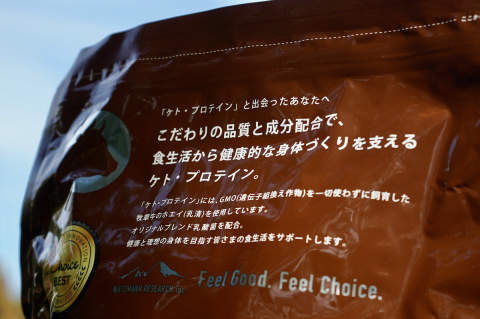 「ケト・プロテイン」と出会ったあなたへ
こだわりの品質と成分配合で、
食生活から健康的な身体づくりを支える
ケト・プロテイン。
「ケト・プロテイン」には、GMO(遺伝子組換え作物)を一切使わずに飼育した
牧草牛のホエイ(乳清)を使用しています。
オリジナルブレンド乳酸菌を配合。
健康と理想の身体を目指す皆さまの食生活をサポートします。
Choice
BEST
Feel Good. Feel Choice.